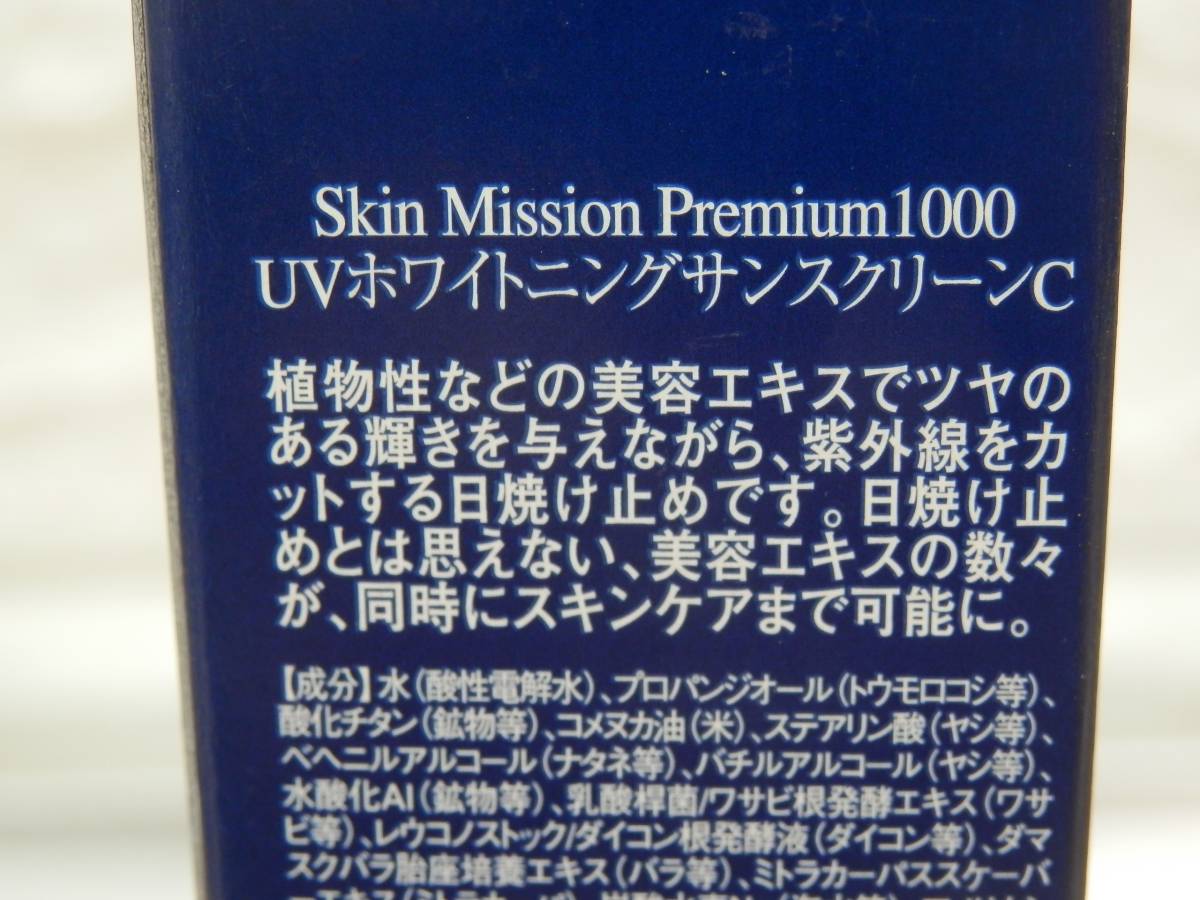 Skin Mission Premium1000
UVホワイトニングサンスクリーンC
植物性などの美容エキスでツヤの
ある輝きを与えながら、紫外線をカ
ットする日焼け止めです。日焼け止
めとは思えない、美容エキスの数々
が、同時にスキンケアまで可能に。
【成分】水（酸性電解水）、プロパンジオール（トウモロコシ等）、
酸化チタン（鉱物等）、コメヌカ油（米）、ステアリン酸（ヤシ等）、
ベヘニルアルコール（ナタネ等）、バチルアルコール（ヤシ等）、
水酸化Al（鉱物等）、乳酸桿菌/ワサビ根発酵エキス（ワサ
ビ等）、レウコノストック/ダイコン根発酵液（ダイコン等）、ダマ
スクバラ胎座培養エキス（バラ等）、ミトラカーパススケーバ
ーエキス